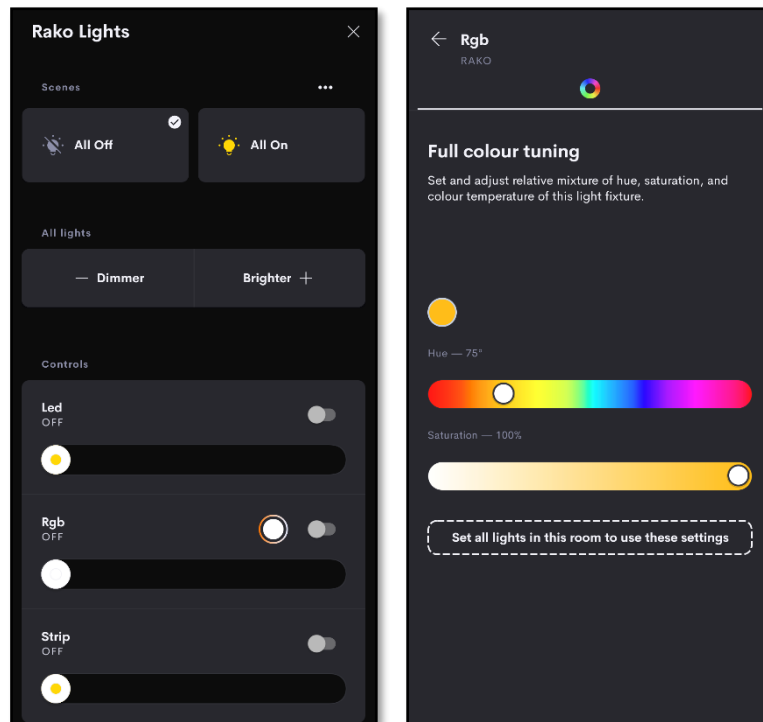 Rako Lights
Scenes
All Off
All On
All lights
— Dimmer
Brighter +
Controls
Led
OFF
Rgb
OFF
Strip
OFF
Rgb
RAKO
Full colour tuning
Set and adjust relative mixture of hue, saturation, and
colour temperature of this light fixture.
Hue — 75°
Saturation — 100%
Set all lights in this room to use these settings